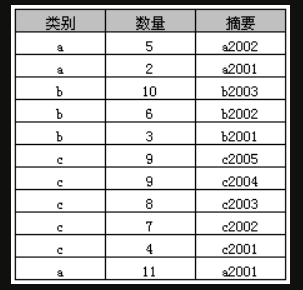 类别 数量 摘要
a 5 a2002
a 2 a2001
b 10 b2003
b 6 b2002
b 3 b2001
c 9 c2005
c 9 c2004
c 8 c2003
c 7 c2002
c 4 c2001
a 11 a2001